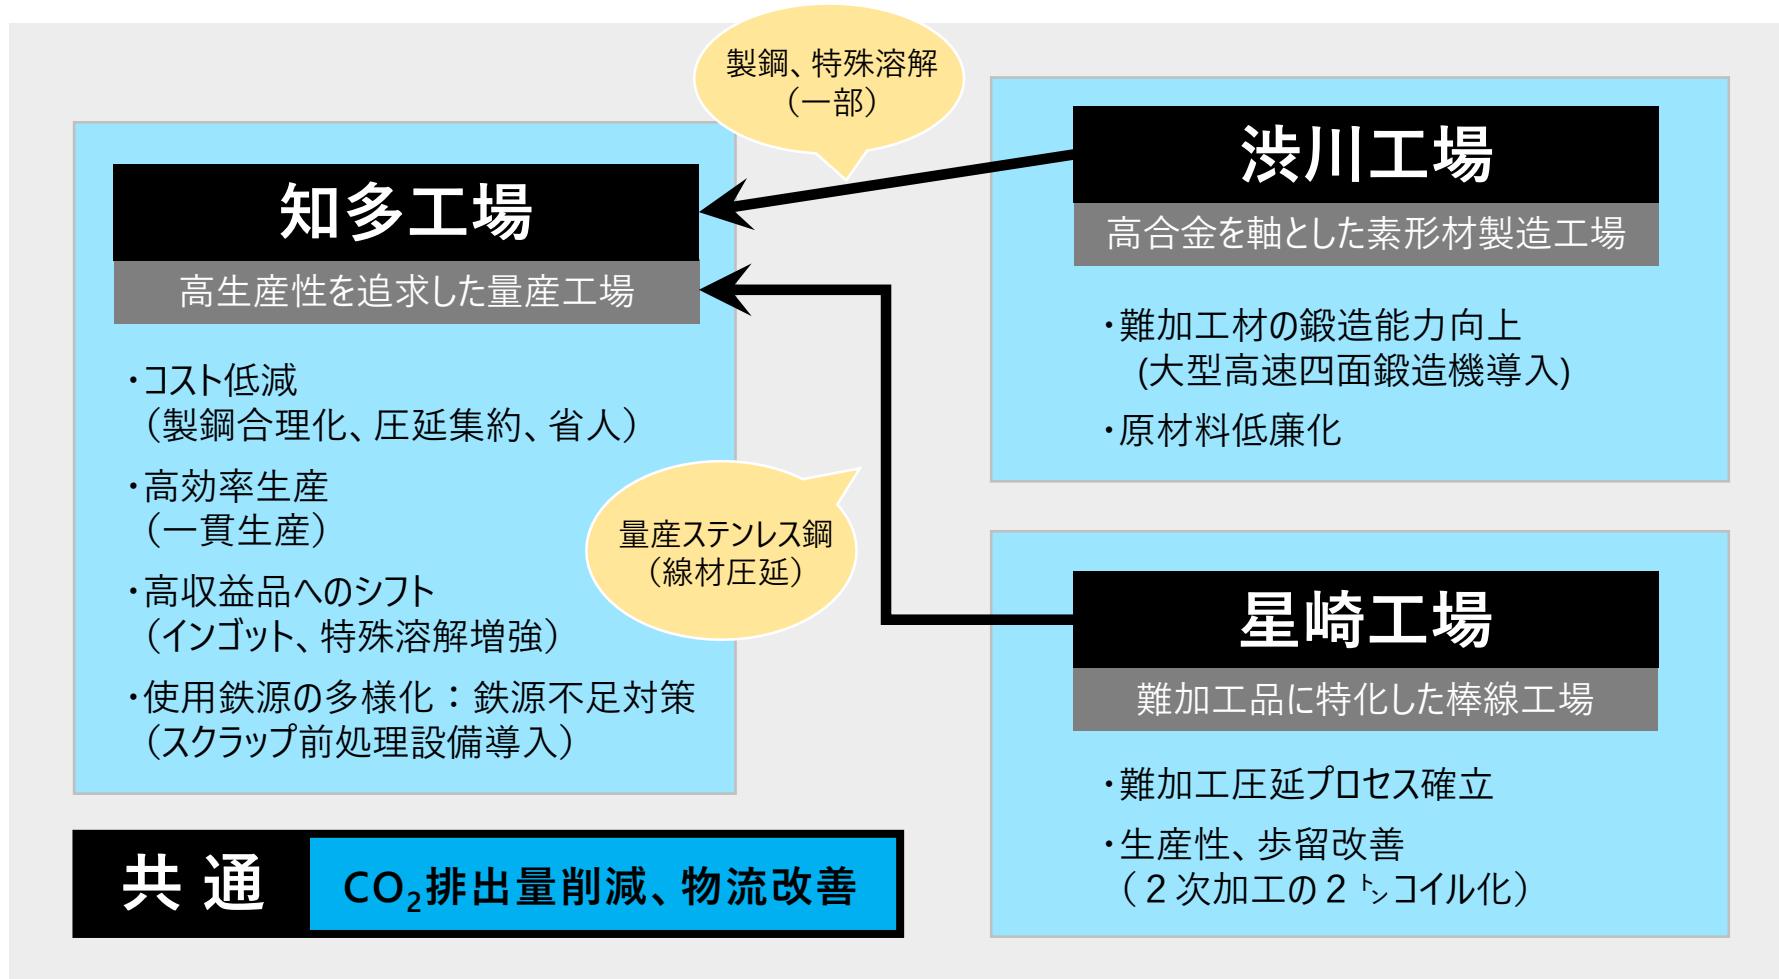 製鋼、特殊溶解
（一部）
知多工場
高生産性を追求した量産工場
・コスト低減
（製鋼合理化、圧延集約、省人）
・高効率生産
（一貫生産）
・高収益品へのシフト
（インゴット、特殊溶解増強）
・使用鉄源の多様化：鉄源不足対策
（スクラップ前処理設備導入）
渋川工場
高合金を軸とした素形材製造工場
・難加工材の鍛造能力向上
(大型高速四面鍛造機導入)
・原材料低廉化
量産ステンレス鋼
（線材圧延）
星崎工場
難加工品に特化した棒線工場
・難加工圧延プロセス確立
・生産性、歩留改善
（２次加工の２㌧コイル化）
共通
CO₂排出量削減、物流改善